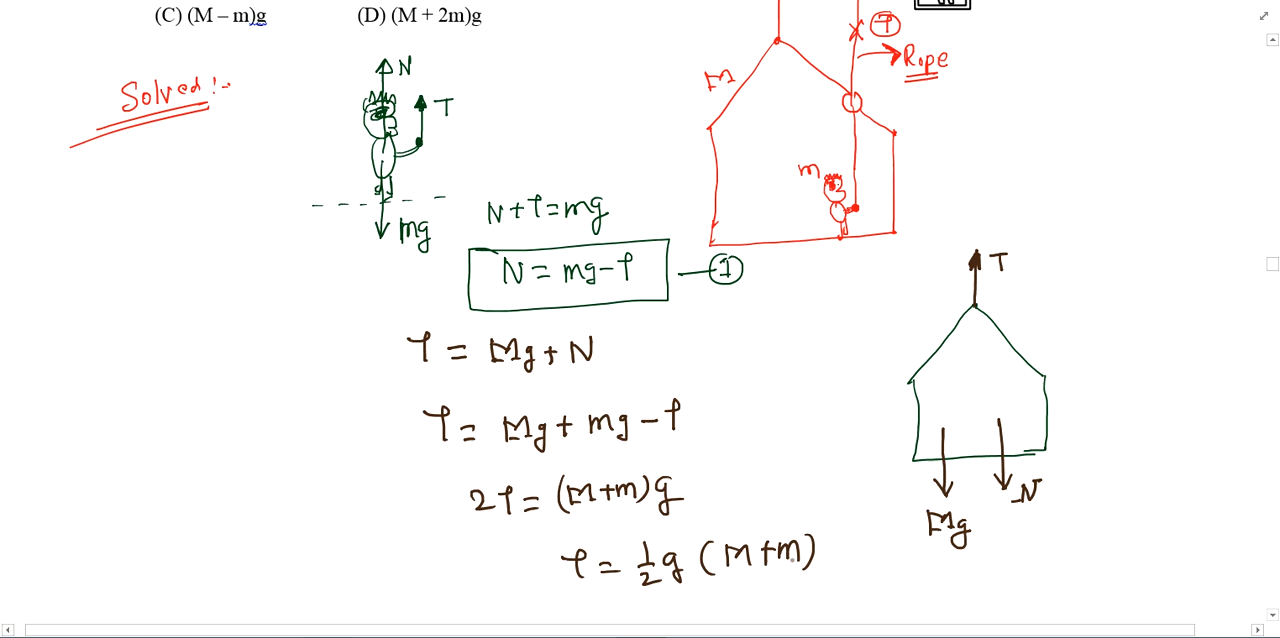 (C) (M – m)g (D) (M + 2m)g
Solved :-
N
T
mg
T
Rope
M
m
N + T = mg
N = mg - T — 1
T = Mg + N
T = Mg + mg - T
2T = (M+m)g
T = 1/2 g (M+m)
T
Mg
N